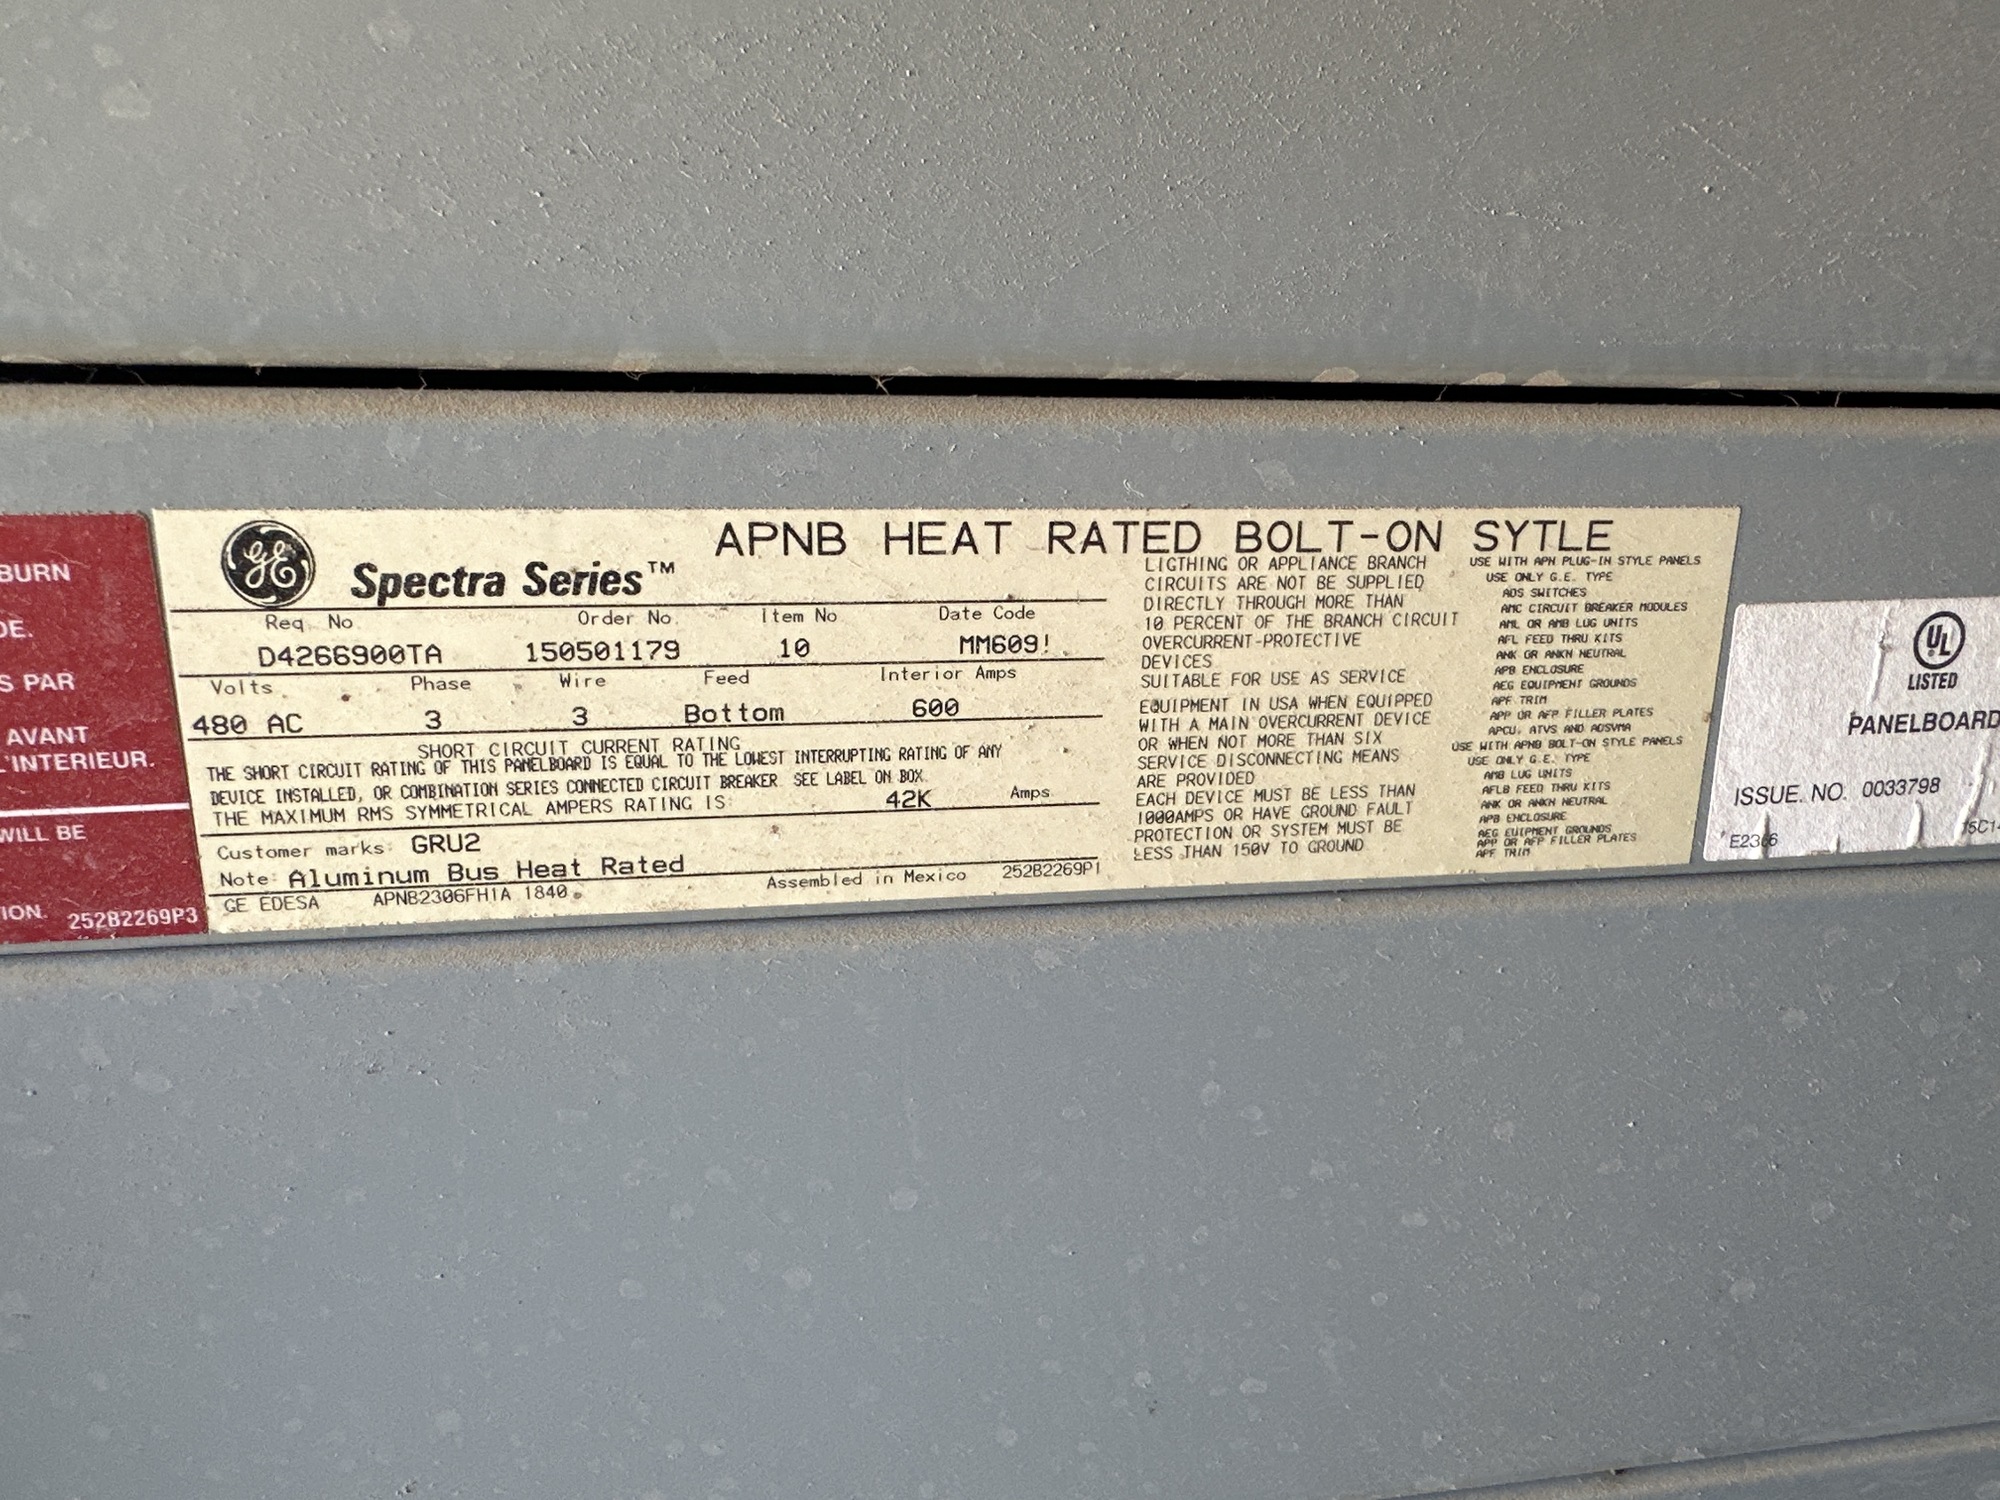 BURN
DE.
S PAR
AVANT
L'INTERIEUR.
WILL BE
ION. 252B2269P3
GE Spectra Series™
APNB HEAT RATED BOLT-ON SYTLE
Req. No. Order No. Item No Date Code
D4266900TA 150501179 10 MM609!
Volts Phase Wire Feed Interior Amps
480 AC 3 3 Bottom 600
SHORT CIRCUIT CURRENT RATING
THE SHORT CIRCUIT RATING OF THIS PANELBOARD IS EQUAL TO THE LOWEST INTERRUPTING RATING OF ANY
DEVICE INSTALLED, OR COMBINATION SERIES CONNECTED CIRCUIT BREAKER. SEE LABEL ON BOX.
THE MAXIMUM RMS SYMMETRICAL AMPERS RATING IS: 42K Amps
Customer marks: GRU2
Note: Aluminum Bus Heat Rated Assembled in Mexico 252B2269P1
GE EDESA APNB2306FH1A 1840
LIGTHING OR APPLIANCE BRANCH
CIRCUITS ARE NOT BE SUPPLIED
DIRECTLY THROUGH MORE THAN
10 PERCENT OF THE BRANCH CIRCUIT
OVERCURRENT-PROTECTIVE
DEVICES
SUITABLE FOR USE AS SERVICE
EQUIPMENT IN USA WHEN EQUIPPED
WITH A MAIN OVERCURRENT DEVICE
OR WHEN NOT MORE THAN SIX
SERVICE DISCONNECTING MEANS
ARE PROVIDED
EACH DEVICE MUST BE LESS THAN
1000AMPS OR HAVE GROUND FAULT
PROTECTION OR SYSTEM MUST BE
LESS THAN 150V TO GROUND
USE WITH APN PLUG-IN STYLE PANELS
USE ONLY G.E. TYPE
ADS SWITCHES
AMC CIRCUIT BREAKER MODULES
AML OR AMB LUG UNITS
AFL FEED THRU KITS
ANK OR ANKN NEUTRAL
APB ENCLOSURE
AEG EQUIPMENT GROUNDS
APF TRIM
APP OR AFP FILLER PLATES
APCU, ATVS AND AOSVMA
USE WITH APNB BOLT-ON STYLE PANELS
USE ONLY G.E. TYPE
AMB LUG UNITS
AFLB FEED THRU KITS
ANK OR ANKN NEUTRAL
APB ENCLOSURE
AEG EUIPMENT GROUNDS
APP OR AFP FILLER PLATES
APF TRIM
UL
LISTED
PANELBOARD
ISSUE. NO. 0033798